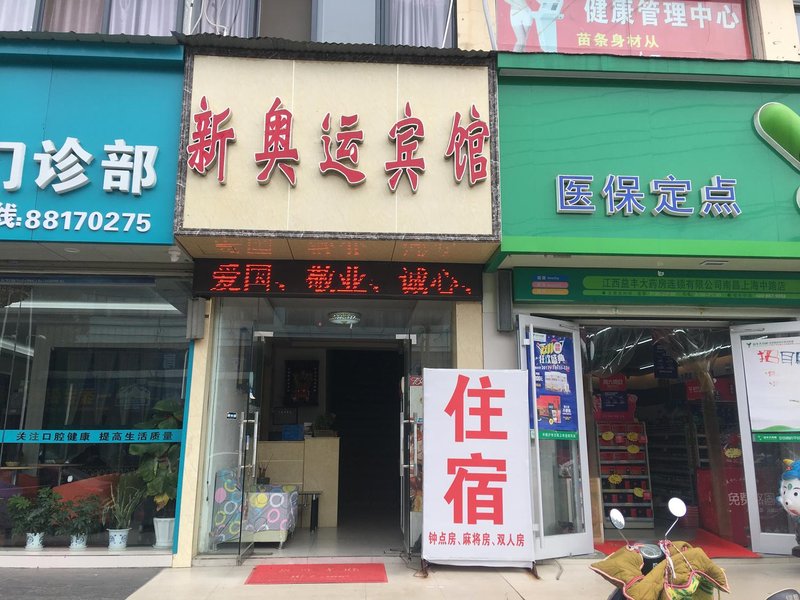 健康管理中心
苗条身材从
门诊部
线:88170275
新奥运宾馆
医保定点
爱国、敬业、诚心、
江西益丰大药房连锁有限公司南昌上海中路店
关注口腔健康 提高生活质量
住宿
钟点房、麻将房、双人房
免费